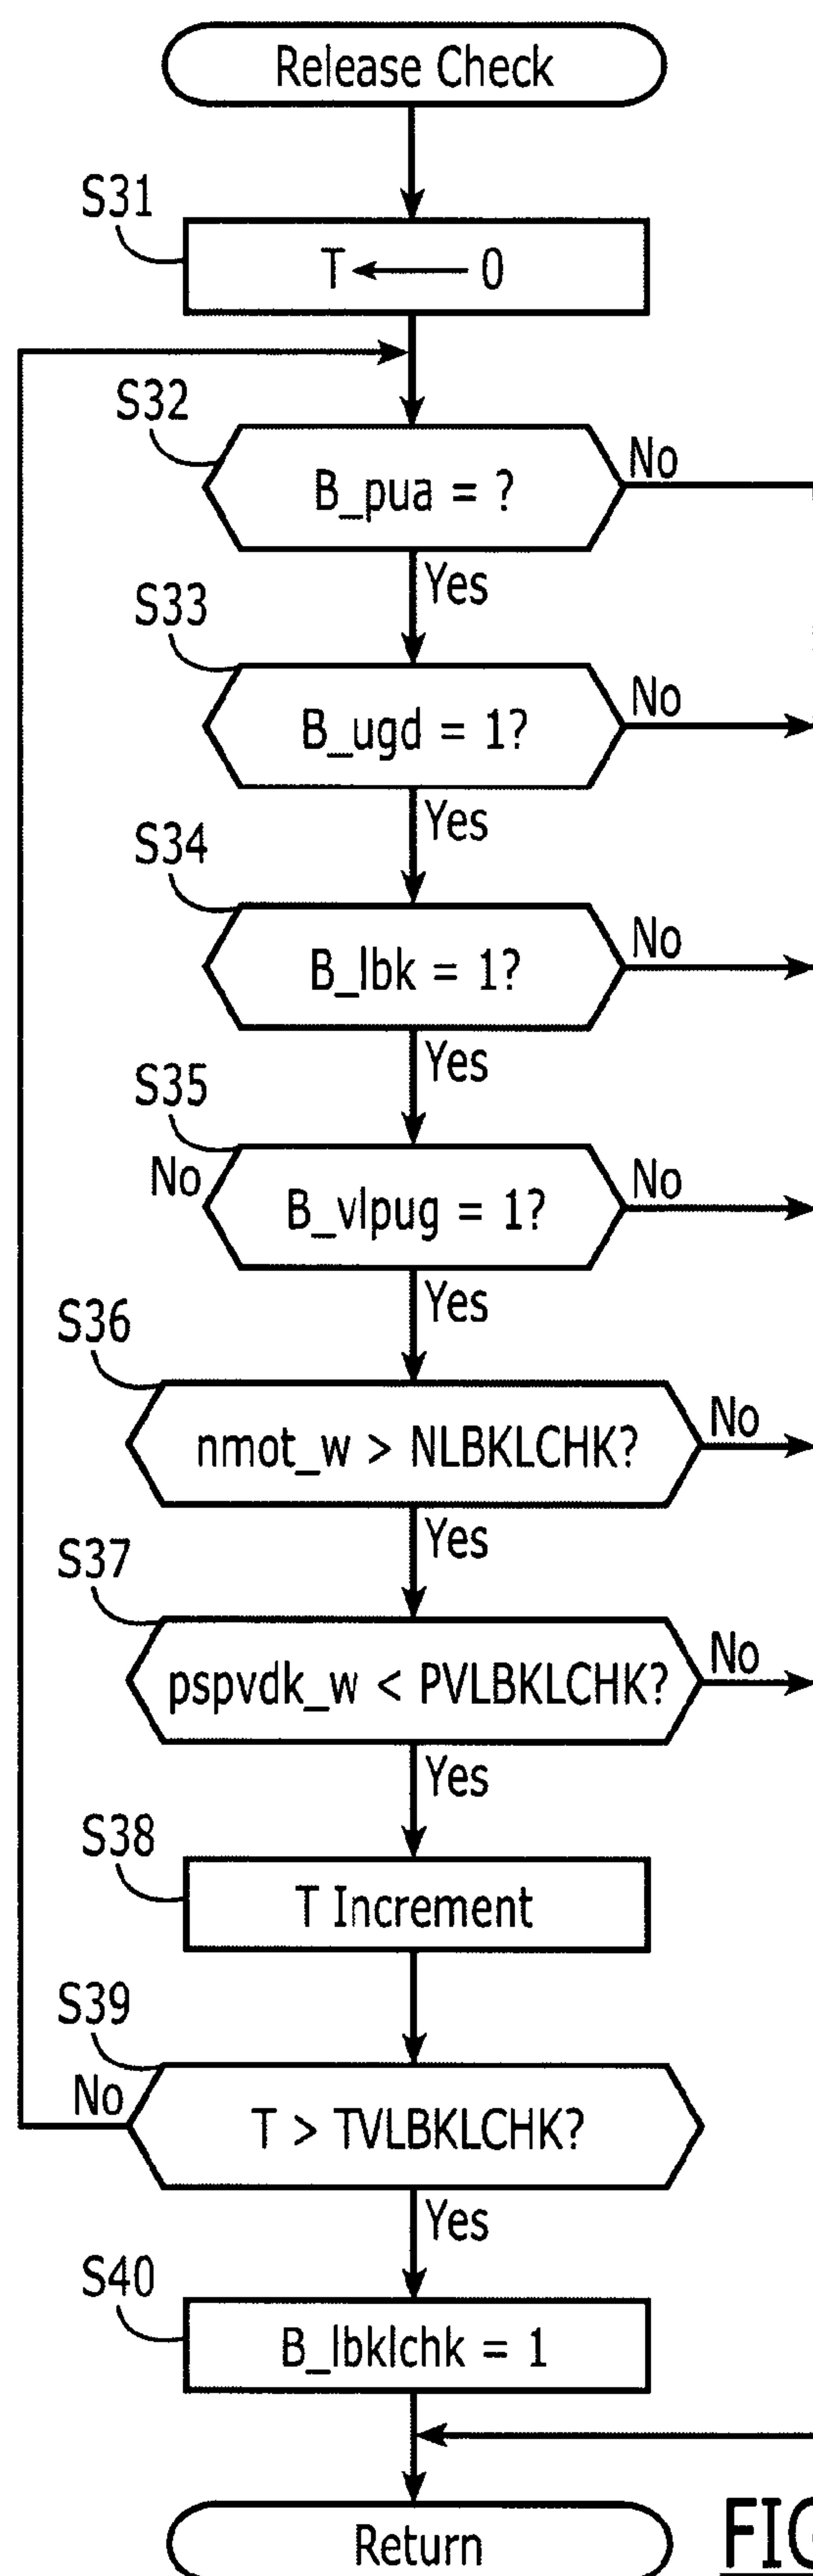 Release Check
S31
T ← 0
S32
B_pua = ?
No
Yes
S33
B_ugd = 1?
No
Yes
S34
B_lbk = 1?
No
Yes
S35
No
B_vlpug = 1?
No
Yes
S36
nmot_w > NLBKLCHK?
No
Yes
S37
pspvdk_w < PVLBKLCHK?
No
Yes
S38
T Increment
S39
No
T > TVLBKLCHK?
Yes
S40
B_lbklchk = 1
Return